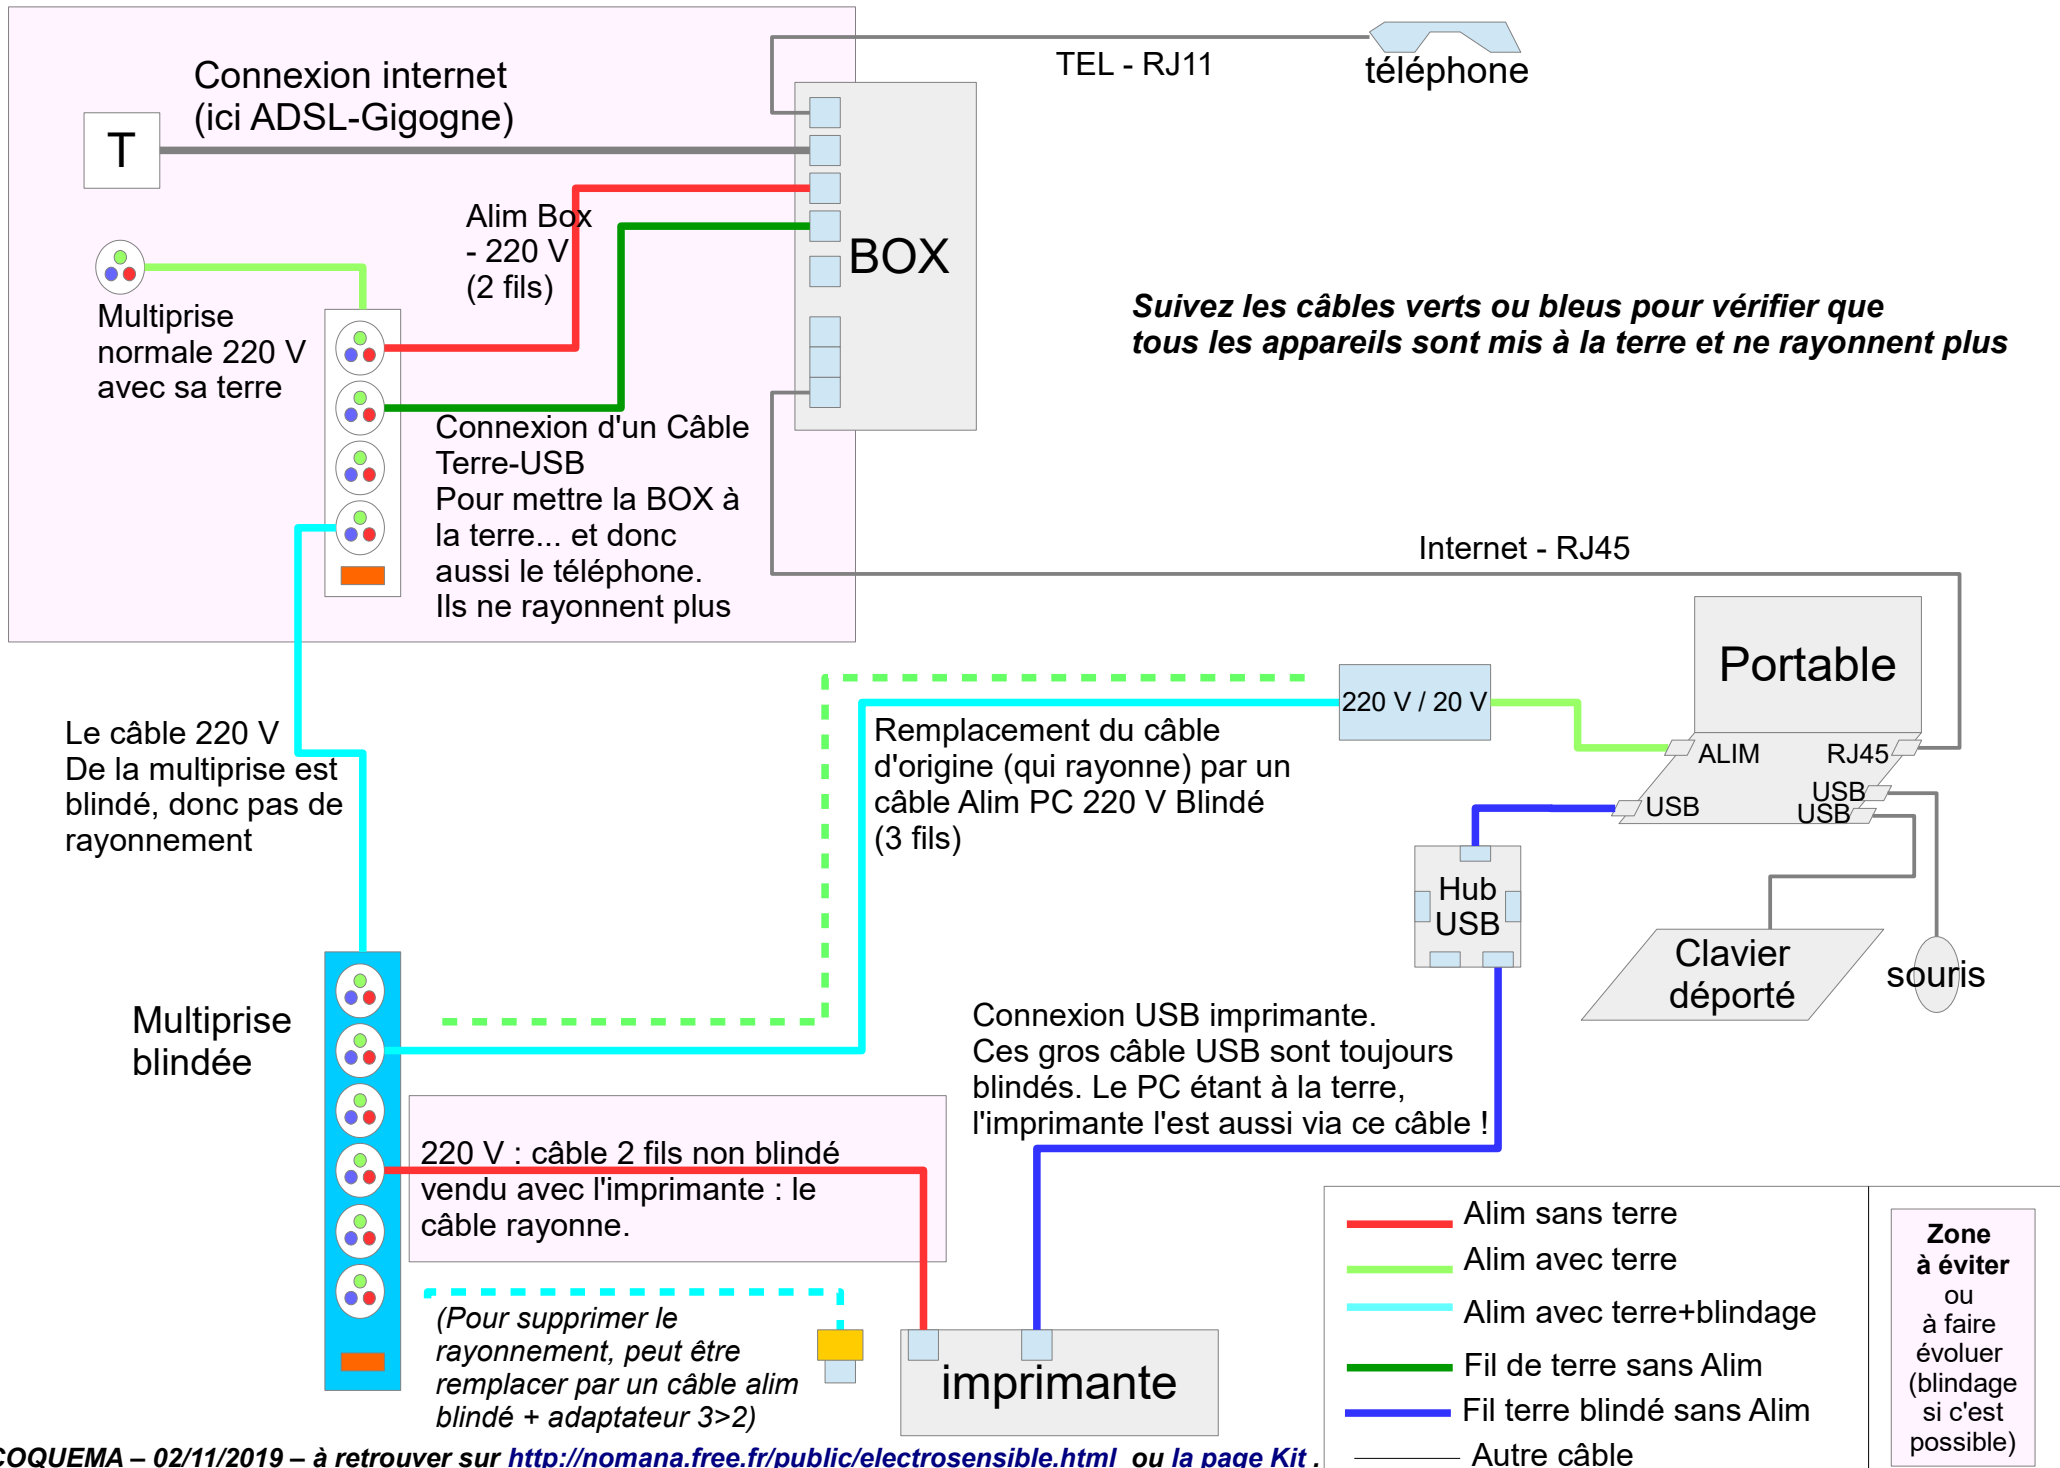 TEL - RJ11
téléphone
Connexion internet
(ici ADSL-Gigogne)
T
Alim Box
- 220 V
(2 fils)
BOX
Multiprise
normale 220 V
avec sa terre
Suivez les câbles verts ou bleus pour vérifier que
tous les appareils sont mis à la terre et ne rayonnent plus
Connexion d'un Câble
Terre-USB
Pour mettre la BOX à
la terre... et donc
aussi le téléphone.
Ils ne rayonnent plus
Internet - RJ45
Portable
220 V / 20 V
ALIM
RJ45
USB
USB
USB
Le câble 220 V
De la multiprise est
blindé, donc pas de
rayonnement
Remplacement du câble
d'origine (qui rayonne) par un
câble Alim PC 220 V Blindé
(3 fils)
Hub
USB
Clavier
déporté
souris
Multiprise
blindée
Connexion USB imprimante.
Ces gros câble USB sont toujours
blindés. Le PC étant à la terre,
l'imprimante l'est aussi via ce câble !
220 V : câble 2 fils non blindé
vendu avec l'imprimante : le
câble rayonne.
(Pour supprimer le
rayonnement, peut être
remplacer par un câble alim
blindé + adaptateur 3>2)
imprimante
Alim sans terre
Alim avec terre
Alim avec terre+blindage
Fil de terre sans Alim
Fil terre blindé sans Alim
Autre câble
Zone
à éviter
ou
à faire
évoluer
(blindage
si c'est
possible)
COQUEMA – 02/11/2019 – à retrouver sur http://nomana.free.fr/public/electrosensible.html ou la page Kit .